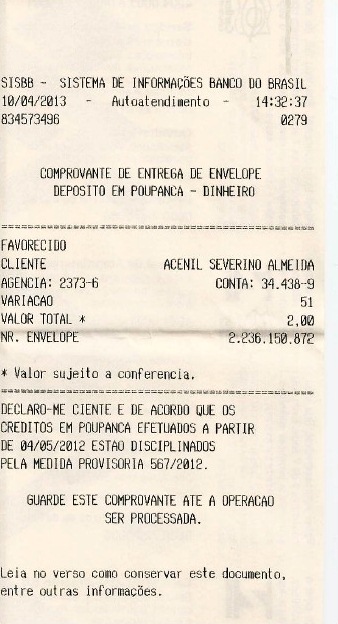 SISBB - SISTEMA DE INFORMAÇÕES BANCO DO BRASIL
10/04/2013 - Autoatendimento - 14:32:37
834573496 0279
COMPROVANTE DE ENTREGA DE ENVELOPE
DEPOSITO EM POUPANCA - DINHEIRO
================================================
FAVORECIDO
CLIENTE ACENIL SEVERINO ALMEIDA
AGENCIA: 2373-6 CONTA: 34.438-9
VARIACAO 51
VALOR TOTAL * 2,00
NR. ENVELOPE 2.236.150.872
* Valor sujeito a conferencia.
================================================
DECLARO-ME CIENTE E DE ACORDO QUE OS
CREDITOS EM POUPANCA EFETUADOS A PARTIR
DE 04/05/2012 ESTAO DISCIPLINADOS
PELA MEDIDA PROVISORIA 567/2012.
GUARDE ESTE COMPROVANTE ATE A OPERACAO
SER PROCESSADA.
Leia no verso como conservar este documento,
entre outras informações.